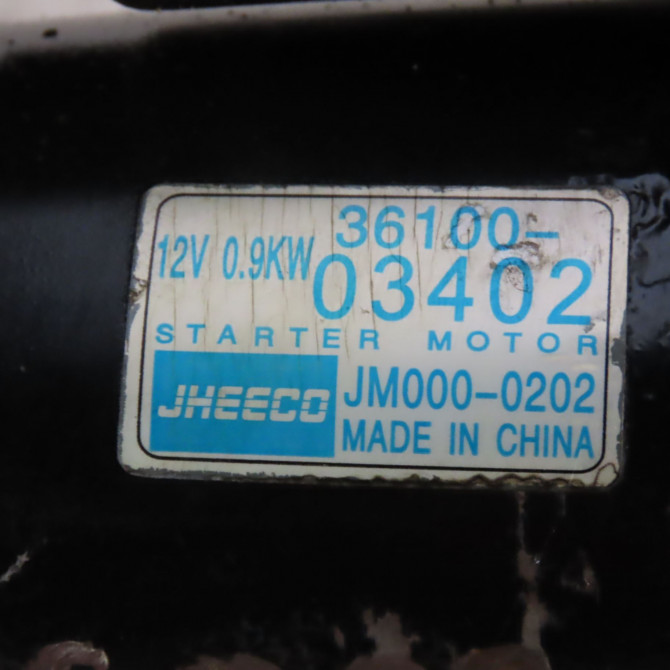 12V 0.9KW 36100-
03402
STARTER MOTOR
JHEECO JM000-0202
MADE IN CHINA